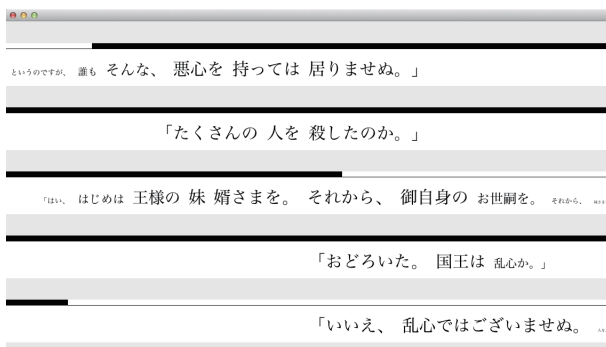 というのですが、 誰も そんな、 悪心を 持っては 居りませぬ。」
「たくさんの 人を 殺したのか。」
「はい、 はじめは 王様の 妹 婿さまを。 それから、 御自身の お世嗣を。 それから、
「おどろいた。 国王は 乱心か。」
「いいえ、 乱心ではございませぬ。